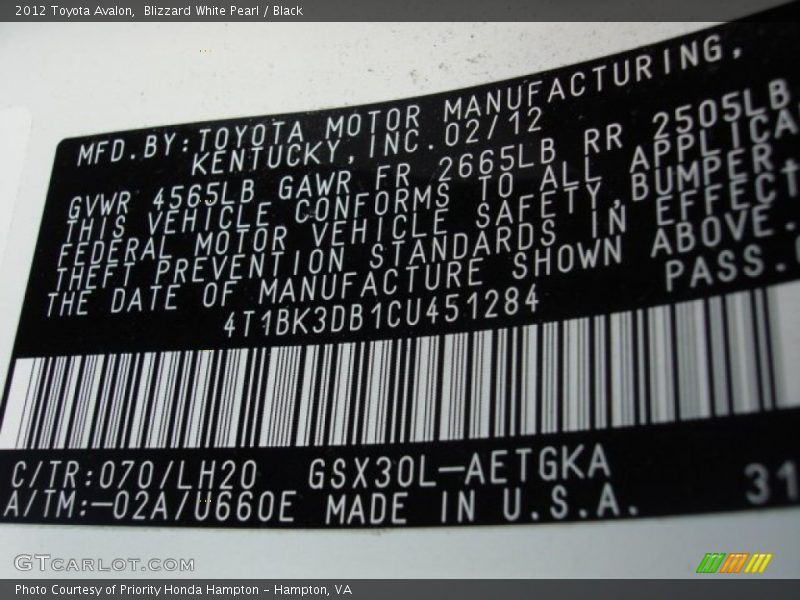 2012 Toyota Avalon,  Blizzard White Pearl / Black
MFD.BY:TOYOTA MOTOR MANUFACTURING,
KENTUCKY,INC.02/12
GVWR 4565LB GAWR FR 2665LB RR 2505LB
THIS VEHICLE CONFORMS TO ALL APPLICA
FEDERAL MOTOR VEHICLE SAFETY,BUMPER
THEFT PREVENTION STANDARDS IN EFFECT
THE DATE OF MANUFACTURE SHOWN ABOVE.
4T1BK3DB1CU451284 PASS.
C/TR:070/LH20 GSX30L-AETGKA
A/TM:-02A/U660E MADE IN U.S.A. 31
GTCARLOT.COM
Photo Courtesy of Priority Honda Hampton - Hampton, VA